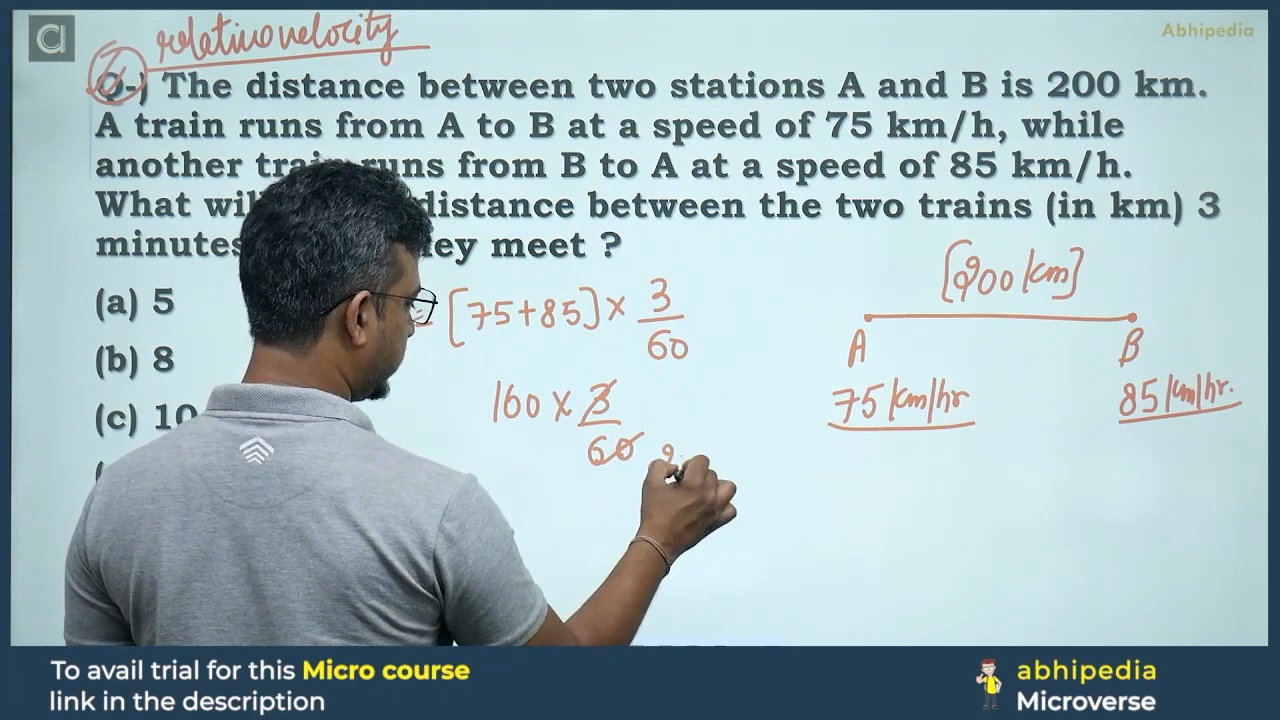 Abhipedia
relative velocity
Q-) The distance between two stations A and B is 200 km.
A train runs from A to B at a speed of 75 km/h, while
another train runs from B to A at a speed of 85 km/h.
What distance between the two trains (in km) 3
minutes meet ?
(a) 5
(b) 8
(c) 10
= [75+85] × 3/60
160 × 3/60
[200 km]
A B
75 km/hr 85 km/hr.
To avail trial for this Micro course
link in the description
abhipedia
Microverse